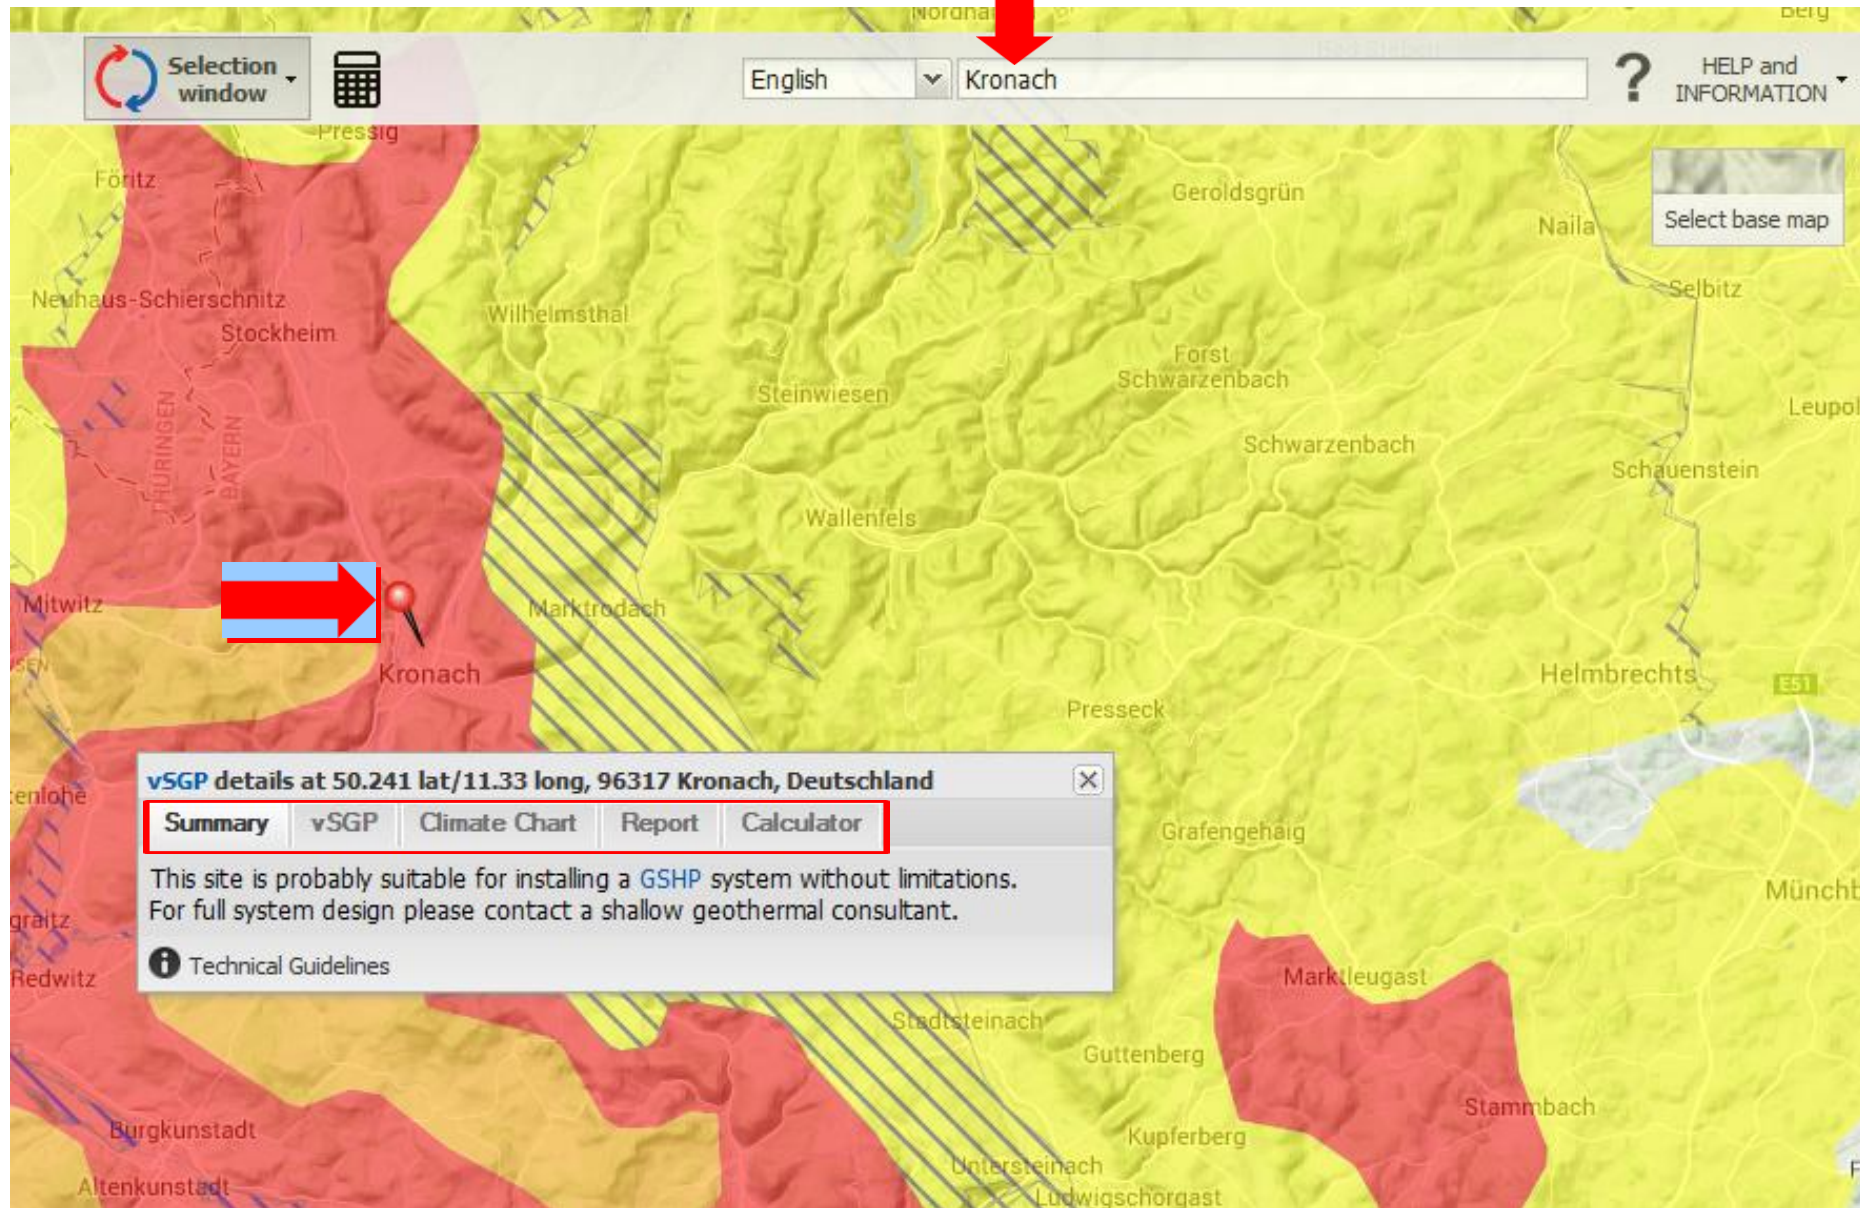 Selection
window
English
Kronach
?
HELP and
INFORMATION
Select base map
Pressig
Föritz
Geroldsgrün
Naila
Selbitz
Neuhaus-Schierschnitz
Wilhelmsthal
Stockheim
Forst
Schwarzenbach
Steinwiesen
THÜRINGEN
BAYERN
Schwarzenbach
Schauenstein
Wallenfels
Mitwitz
Marktrodach
Kronach
Helmbrechts
E51
Presseck
vSGP details at 50.241 lat/11.33 long, 96317 Kronach, Deutschland
Summary vSGP Climate Chart Report Calculator
This site is probably suitable for installing a GSHP system without limitations.
For full system design please contact a shallow geothermal consultant.
Technical Guidelines
Grafengehaig
Redwitz
Marktleugast
Stadtsteinach
Guttenberg
Stammbach
Burgkunstadt
Kupferberg
Untersteinach
Altenkunstadt
Ludwigschorgast